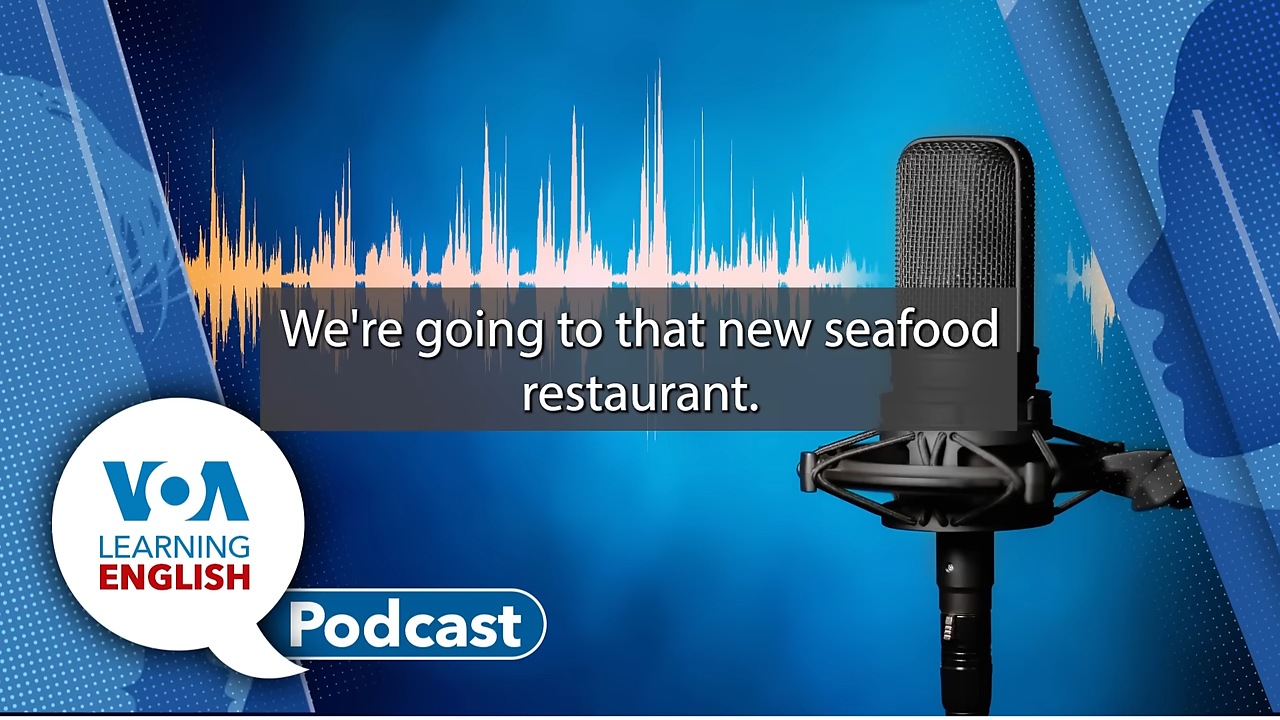 We're going to that new seafood
restaurant.
VOA
LEARNING
ENGLISH
Podcast